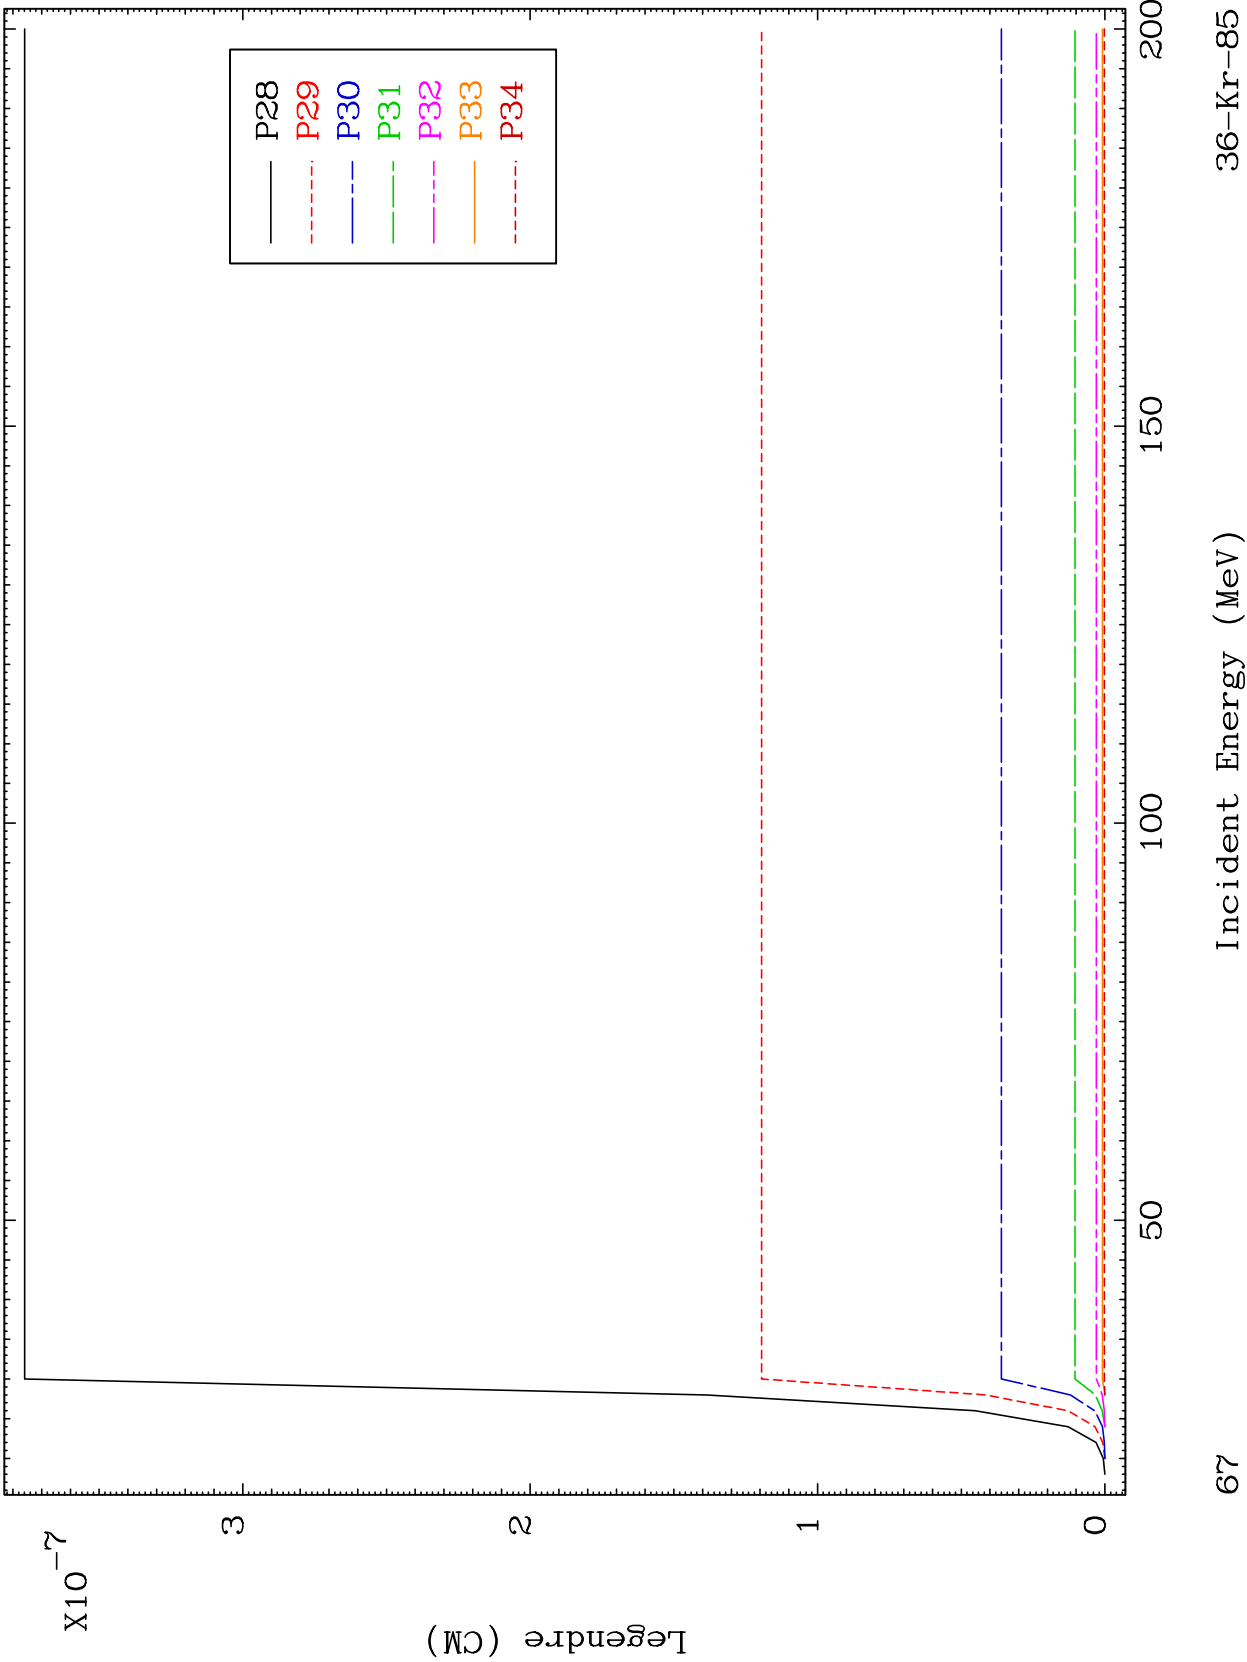 X10-7
Legendre (CM)
3
2
1
0
P28
P29
P30
P31
P32
P33
P34
50
100
150
200
67
Incident Energy (MeV)
36-Kr-85